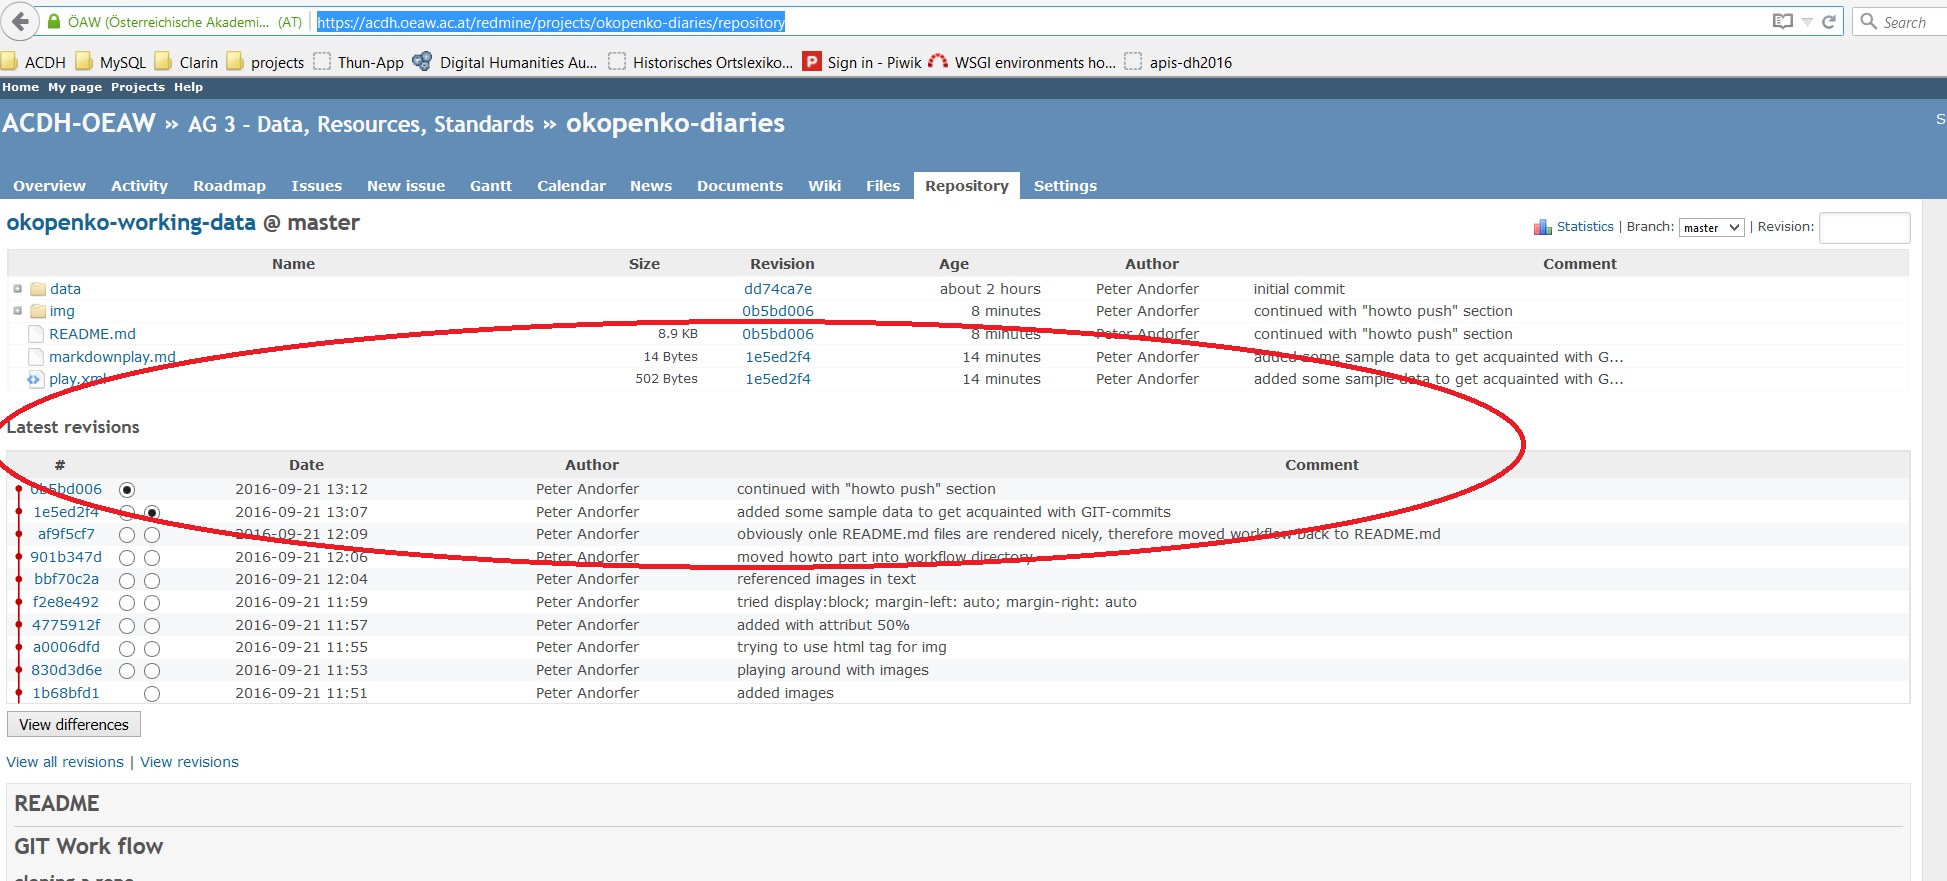 ÖAW (Österreichische Akademi... (AT) https://acdh.oeaw.ac.at/redmine/projects/okopenko-diaries/repository Search
ACDH MySQL Clarin projects Thun-App Digital Humanities Au... Historisches Ortslexiko... Sign in - Piwik WSGI environments ho... apis-dh2016
Home My page Projects Help
ACDH-OEAW » AG 3 - Data, Resources, Standards » okopenko-diaries S
Overview Activity Roadmap Issues New issue Gantt Calendar News Documents Wiki Files Repository Settings
okopenko-working-data @ master Statistics | Branch: master | Revision:
Name Size Revision Age Author Comment
data dd74ca7e about 2 hours Peter Andorfer initial commit
img 0b5bd006 8 minutes Peter Andorfer continued with "howto push" section
README.md 8.9 KB 0b5bd006 8 minutes Peter Andorfer continued with "howto push" section
markdownplay.md 14 Bytes 1e5ed2f4 14 minutes Peter Andorfer added some sample data to get acquainted with G...
play.xml 502 Bytes 1e5ed2f4 14 minutes Peter Andorfer added some sample data to get acquainted with G...
Latest revisions
# Date Author Comment
0b5bd006 2016-09-21 13:12 Peter Andorfer continued with "howto push" section
1e5ed2f4 2016-09-21 13:07 Peter Andorfer added some sample data to get acquainted with GIT-commits
af9f5cf7 2016-09-21 12:09 Peter Andorfer obviously onle README.md files are rendered nicely, therefore moved workflow back to README.md
901b347d 2016-09-21 12:06 Peter Andorfer moved howto part into workflow directory
bbf70c2a 2016-09-21 12:04 Peter Andorfer referenced images in text
f2e8e492 2016-09-21 11:59 Peter Andorfer tried display:block; margin-left: auto; margin-right: auto
4775912f 2016-09-21 11:57 Peter Andorfer added with attribut 50%
a0006dfd 2016-09-21 11:55 Peter Andorfer trying to use html tag for img
830d3d6e 2016-09-21 11:53 Peter Andorfer playing around with images
1b68bfd1 2016-09-21 11:51 Peter Andorfer added images
View differences
View all revisions | View revisions
README
GIT Work flow
cloning a repo